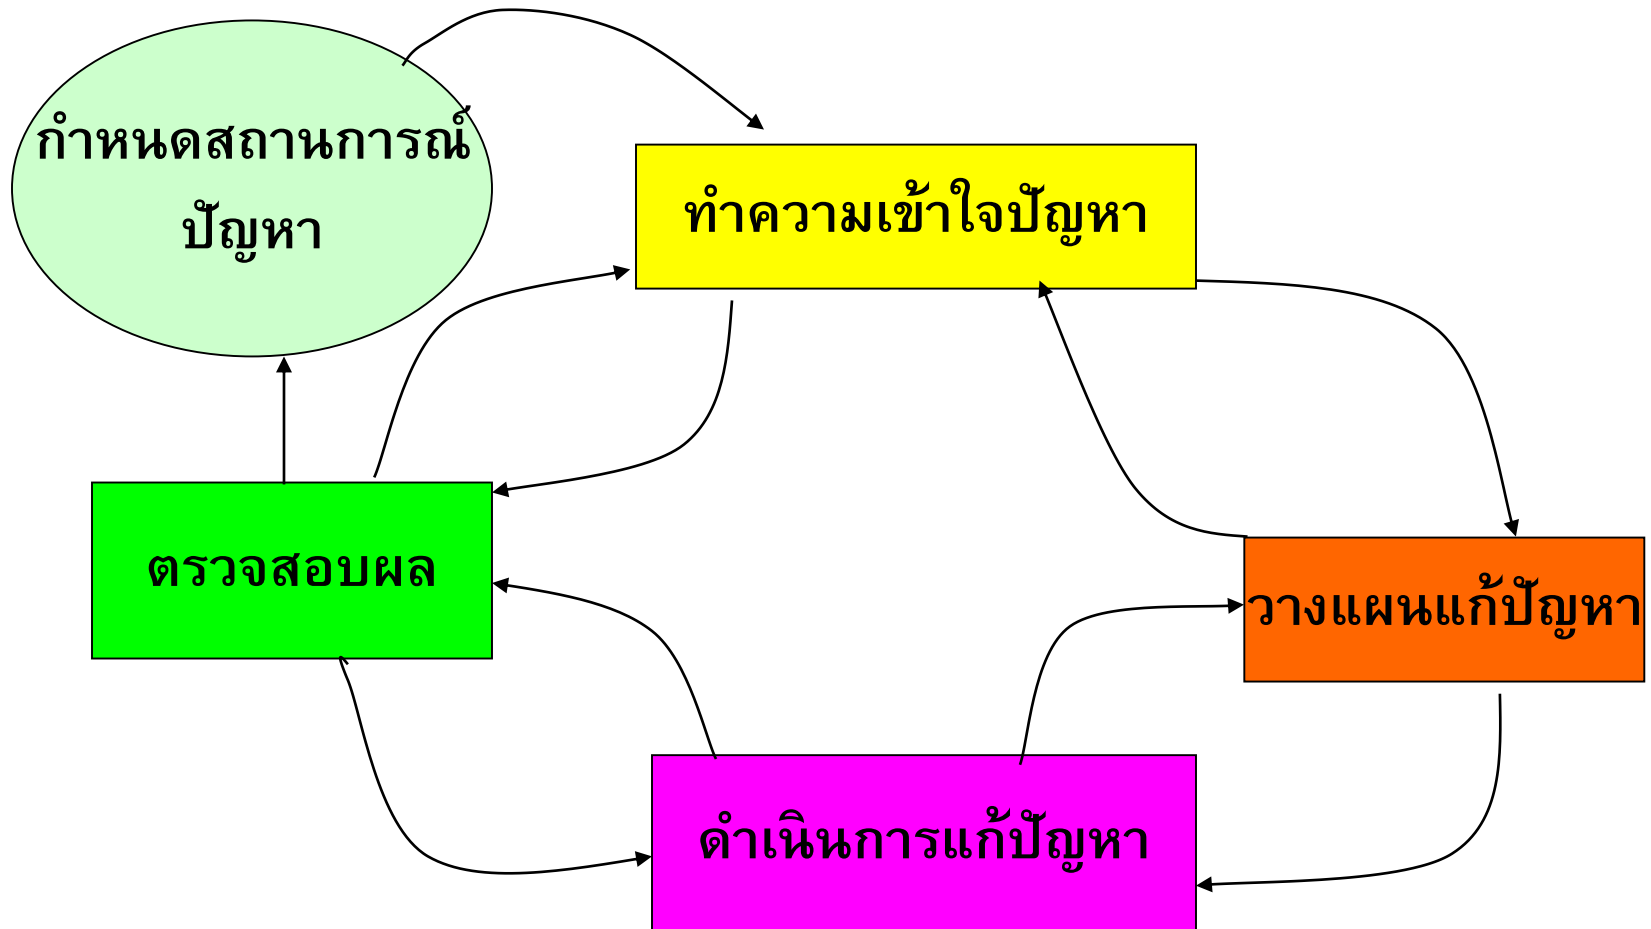 กำหนดสถานการณ์
ปัญหา
ทำความเข้าใจปัญหา
ตรวจสอบผล
วางแผนแก้ปัญหา
ดำเนินการแก้ปัญหา